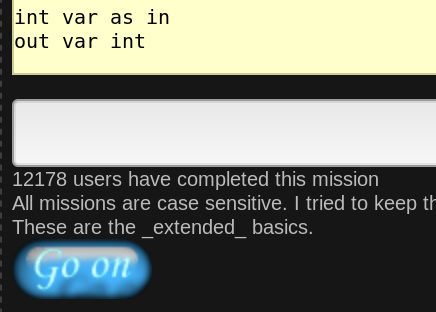 int var as in
out var int
12178 users have completed this mission
All missions are case sensitive. I tried to keep
These are the _extended_ basics.
Go on